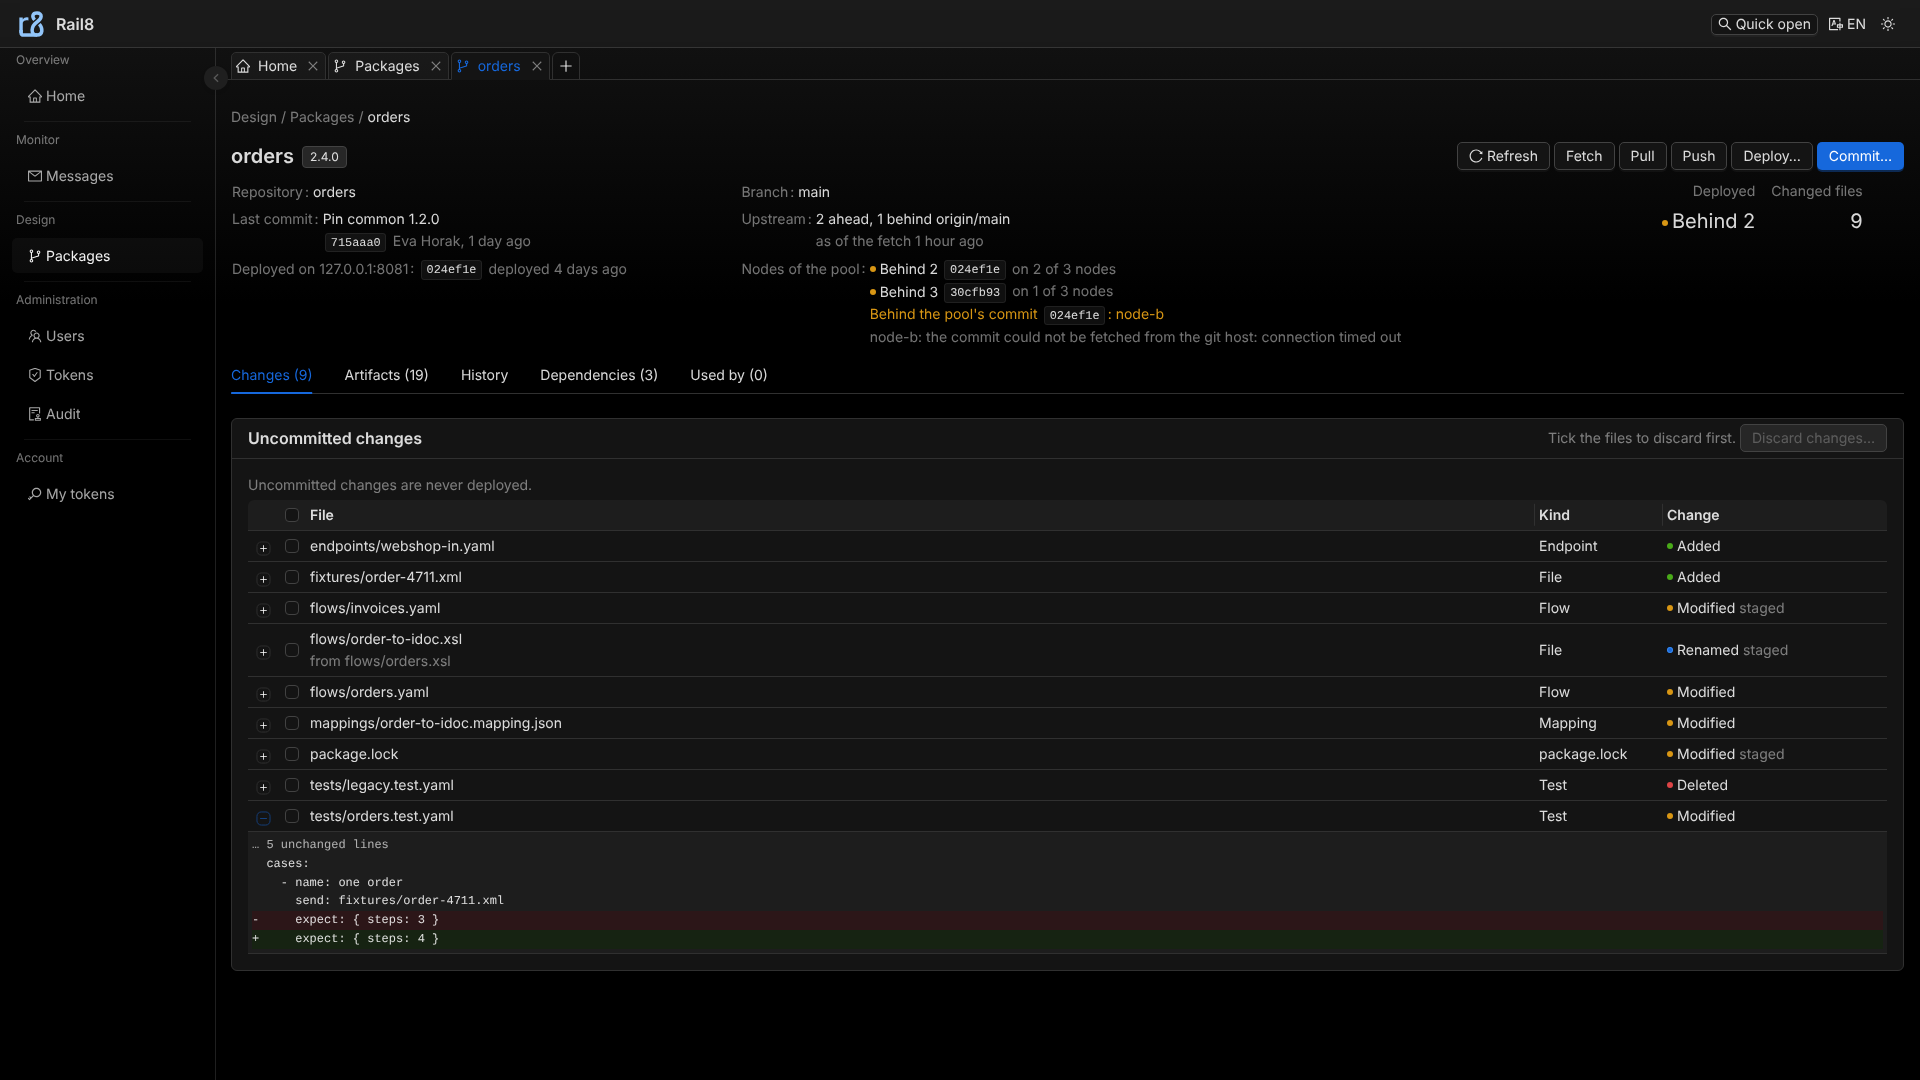 Rail8
Quick open
EN
Overview
Home
Monitor
Messages
Design
Packages
Administration
Users
Tokens
Audit
Account
My tokens
Home
Packages
orders
Design / Packages / orders
orders 2.4.0
Refresh
Fetch
Pull
Push
Deploy...
Commit...
Repository: orders
Branch: main
Deployed
Behind 2
Changed files
9
Last commit: Pin common 1.2.0
715aaa0 Eva Horak, 1 day ago
Upstream: 2 ahead, 1 behind origin/main
as of the fetch 1 hour ago
Deployed on 127.0.0.1:8081: 024ef1e deployed 4 days ago
Nodes of the pool: Behind 2 024ef1e on 2 of 3 nodes
Behind 3 30cfb93 on 1 of 3 nodes
Behind the pool's commit 024ef1e : node-b
node-b: the commit could not be fetched from the git host: connection timed out
Changes (9)
Artifacts (19)
History
Dependencies (3)
Used by (0)
Uncommitted changes
Tick the files to discard first.
Discard changes...
Uncommitted changes are never deployed.
File Kind Change
endpoints/webshop-in.yaml Endpoint Added
fixtures/order-4711.xml File Added
flows/invoices.yaml Flow Modified staged
flows/order-to-idoc.xsl
from flows/orders.xsl File Renamed staged
flows/orders.yaml Flow Modified
mappings/order-to-idoc.mapping.json Mapping Modified
package.lock package.lock Modified staged
tests/legacy.test.yaml Test Deleted
tests/orders.test.yaml Test Modified
… 5 unchanged lines
cases:
- name: one order
send: fixtures/order-4711.xml
- expect: { steps: 3 }
+ expect: { steps: 4 }